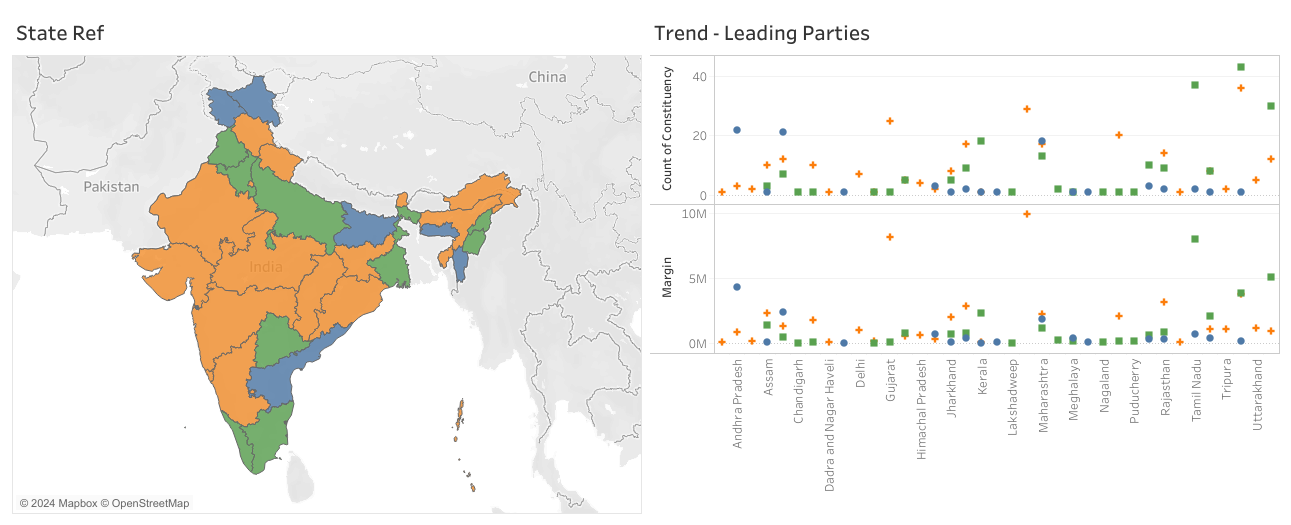 State Ref
China
Pakistan
India
© 2024 Mapbox © OpenStreetMap
Trend - Leading Parties
Count of Constituency
40
20
0
Margin
10M
5M
0M
Andhra Pradesh
Assam
Chandigarh
Dadra and Nagar Haveli
Delhi
Gujarat
Himachal Pradesh
Jharkhand
Kerala
Lakshadweep
Maharashtra
Meghalaya
Nagaland
Puducherry
Rajasthan
Tamil Nadu
Tripura
Uttarakhand